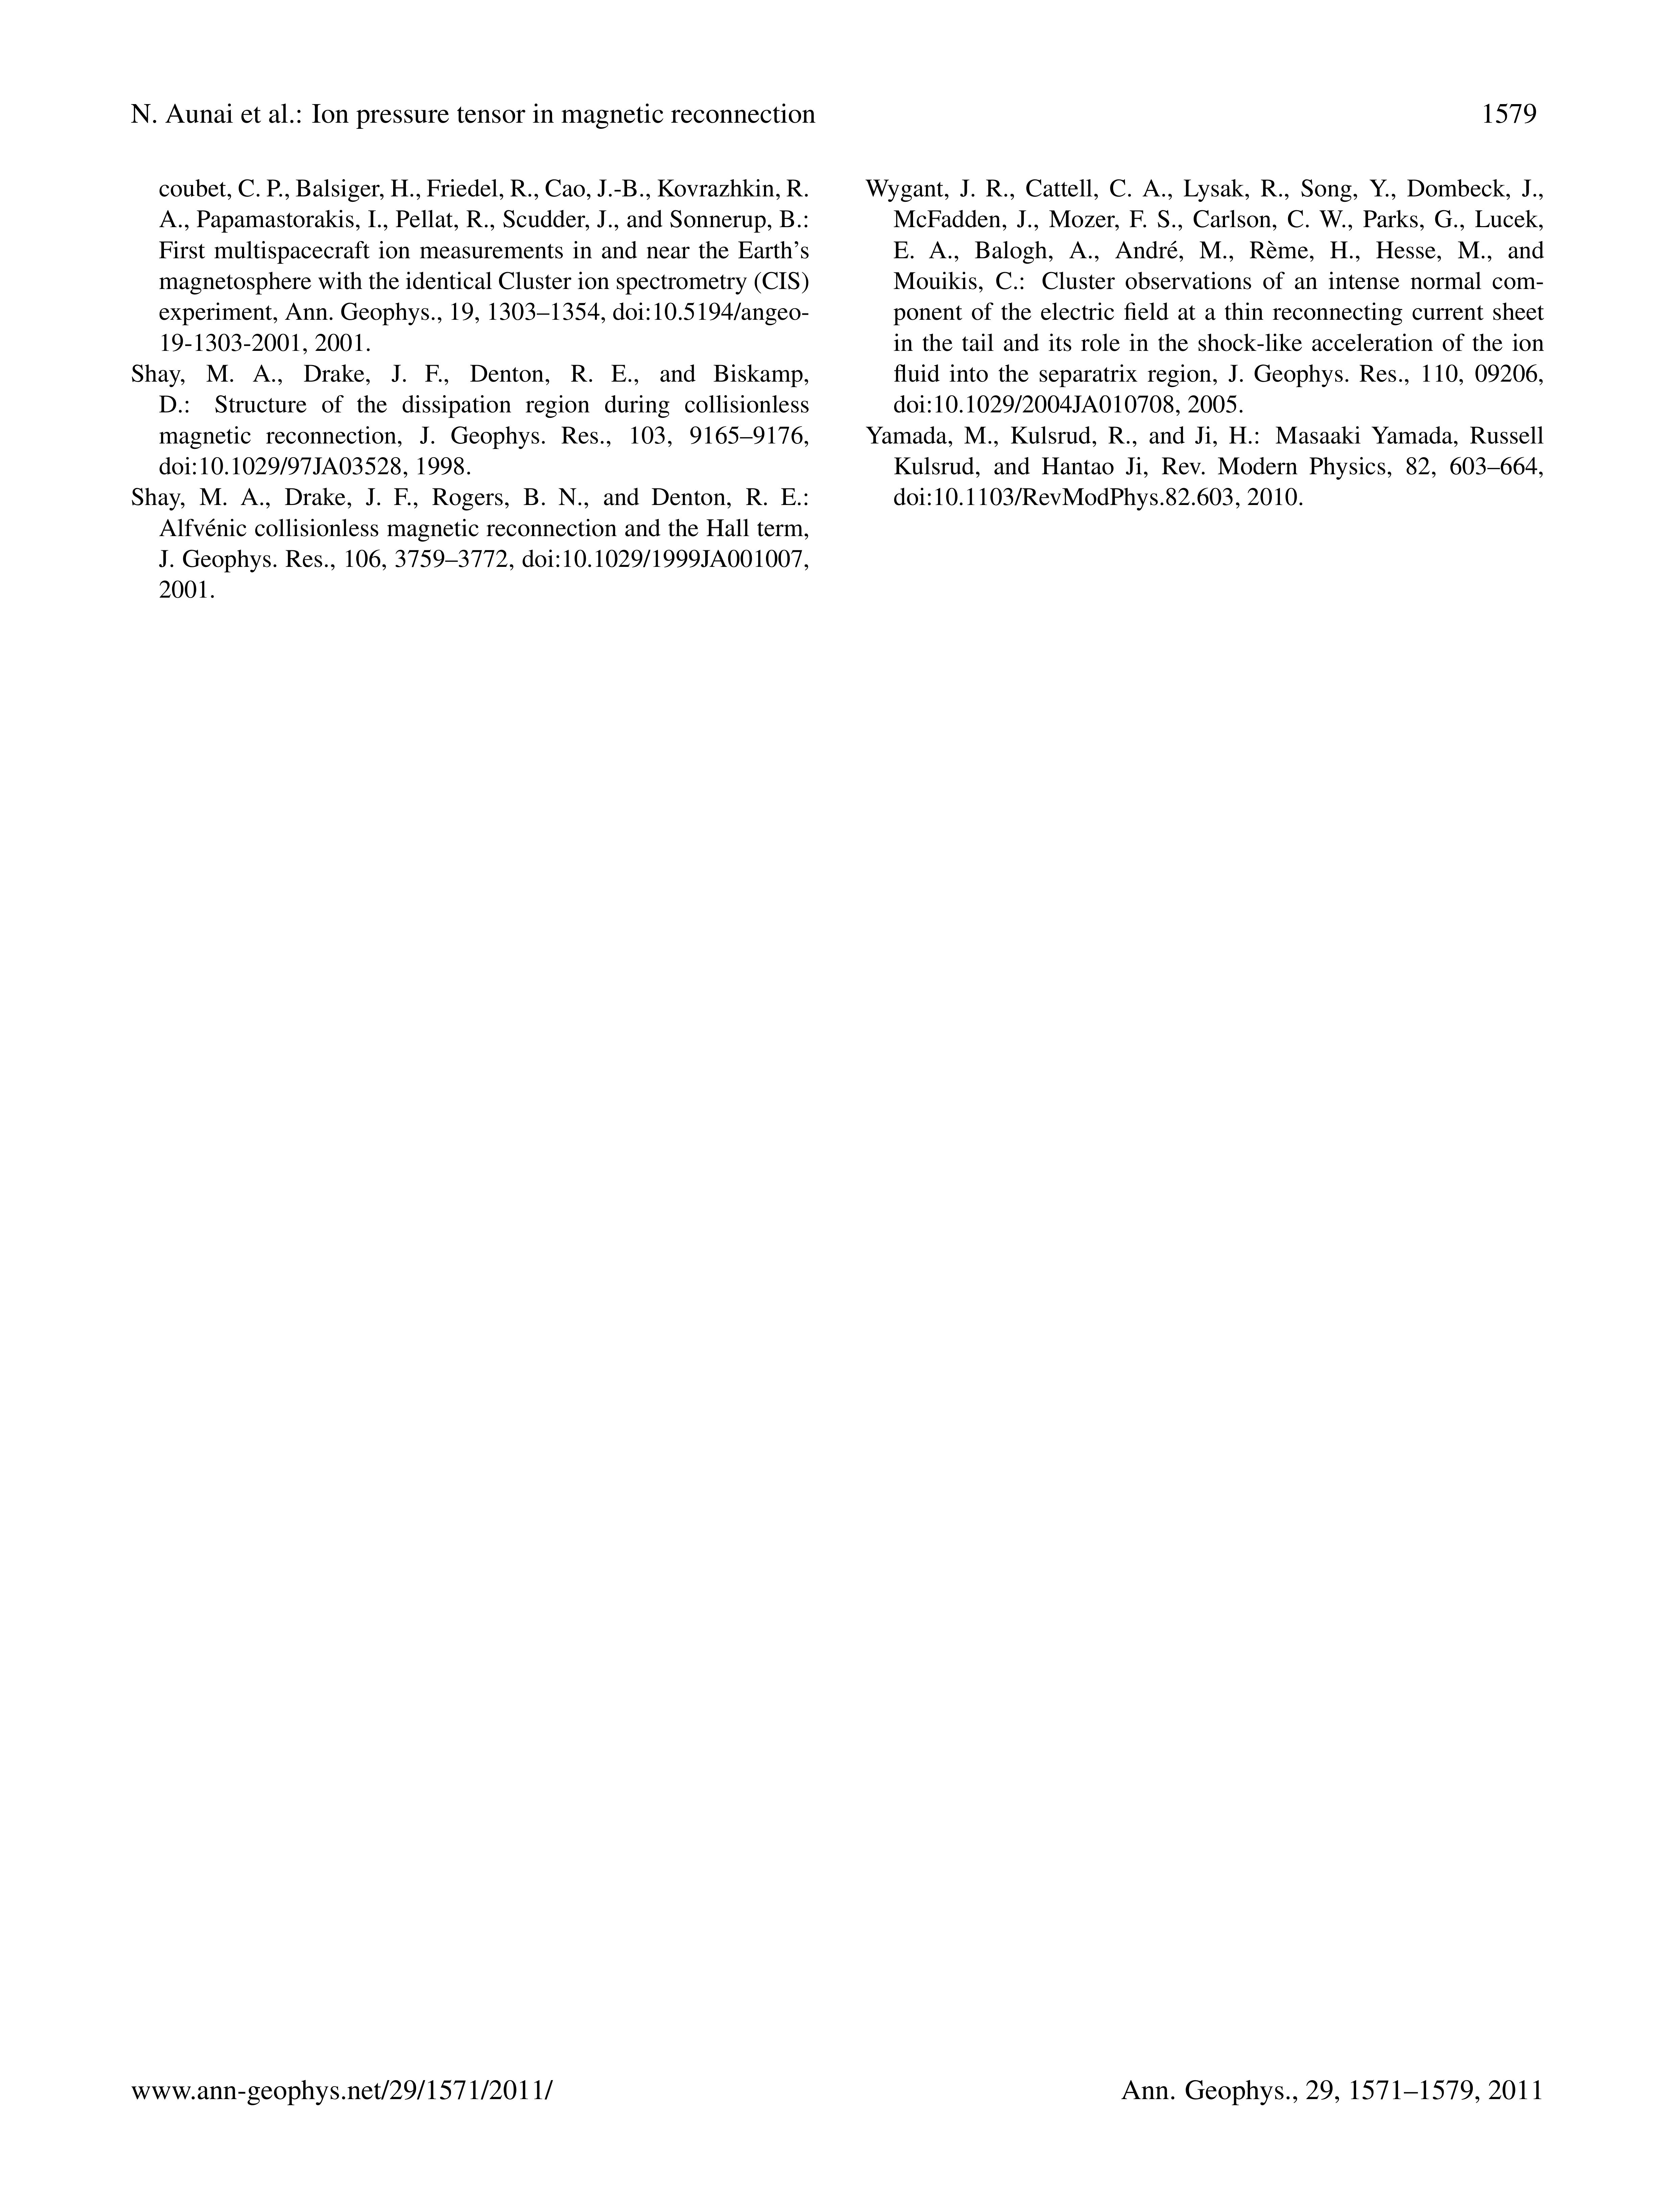 N. Aunai et al.: Ion pressure tensor in magnetic reconnection 1579
coubet, C. P., Balsiger, H., Friedel, R., Cao, J.-B., Kovrazhkin, R.
A., Papamastorakis, I., Pellat, R., Scudder, J., and Sonnerup, B.:
First multispacecraft ion measurements in and near the Earth's
magnetosphere with the identical Cluster ion spectrometry (CIS)
experiment, Ann. Geophys., 19, 1303–1354, doi:10.5194/angeo-
19-1303-2001, 2001.
Shay, M. A., Drake, J. F., Denton, R. E., and Biskamp,
D.: Structure of the dissipation region during collisionless
magnetic reconnection, J. Geophys. Res., 103, 9165–9176,
doi:10.1029/97JA03528, 1998.
Shay, M. A., Drake, J. F., Rogers, B. N., and Denton, R. E.:
Alfvénic collisionless magnetic reconnection and the Hall term,
J. Geophys. Res., 106, 3759–3772, doi:10.1029/1999JA001007,
2001.
Wygant, J. R., Cattell, C. A., Lysak, R., Song, Y., Dombeck, J.,
McFadden, J., Mozer, F. S., Carlson, C. W., Parks, G., Lucek,
E. A., Balogh, A., André, M., Rème, H., Hesse, M., and
Mouikis, C.: Cluster observations of an intense normal com-
ponent of the electric field at a thin reconnecting current sheet
in the tail and its role in the shock-like acceleration of the ion
fluid into the separatrix region, J. Geophys. Res., 110, 09206,
doi:10.1029/2004JA010708, 2005.
Yamada, M., Kulsrud, R., and Ji, H.: Masaaki Yamada, Russell
Kulsrud, and Hantao Ji, Rev. Modern Physics, 82, 603–664,
doi:10.1103/RevModPhys.82.603, 2010.
www.ann-geophys.net/29/1571/2011/ Ann. Geophys., 29, 1571–1579, 2011